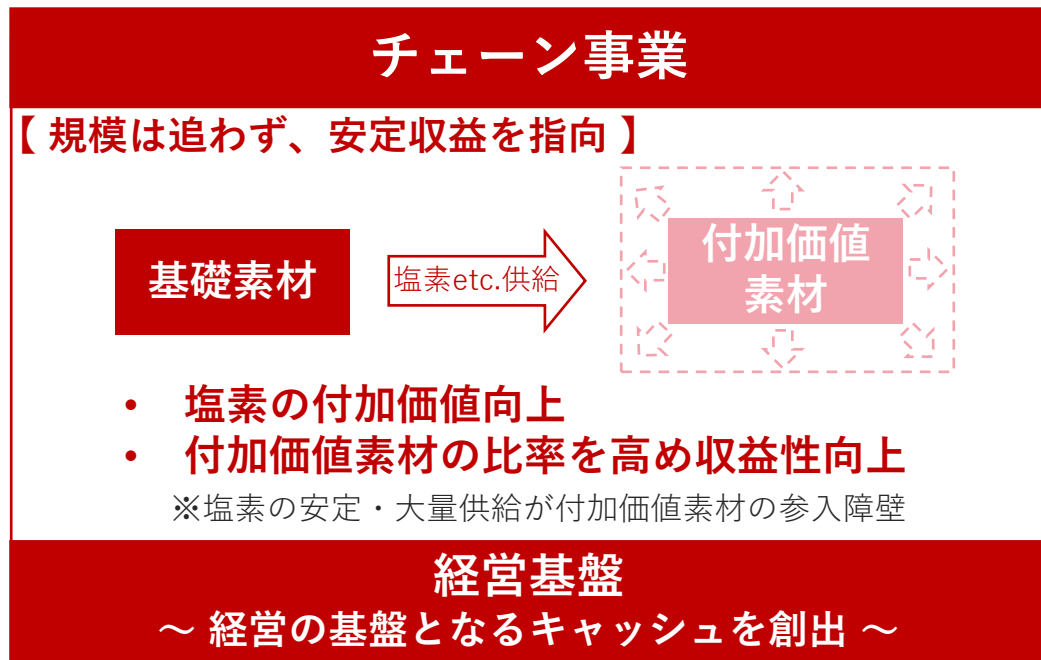 チェーン事業
【 規模は追わず、安定収益を指向 】
基礎素材
塩素etc.供給
付加価値
素材
• 塩素の付加価値向上
• 付加価値素材の比率を高め収益性向上
※塩素の安定・大量供給が付加価値素材の参入障壁
経営基盤
～ 経営の基盤となるキャッシュを創出 ～